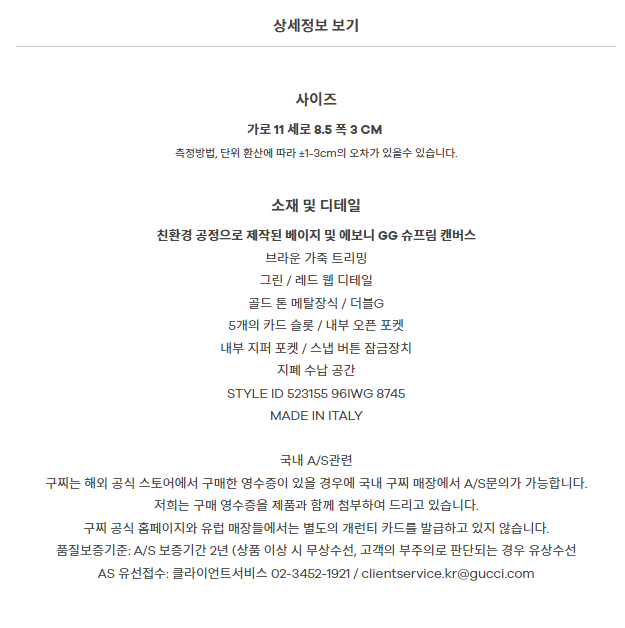 상세정보 보기
사이즈
가로 11 세로 8.5 폭 3 CM
측정방법, 단위 환산에 따라 ±1-3cm의 오차가 있을수 있습니다.
소재 및 디테일
친환경 공정으로 제작된 베이지 및 에보니 GG 슈프림 캔버스
브라운 가죽 트리밍
그린 / 레드 웹 디테일
골드 톤 메탈장식 / 더블G
5개의 카드 슬롯 / 내부 오픈 포켓
내부 지퍼 포켓 / 스냅 버튼 잠금장치
지폐 수납 공간
STYLE ID 523155 96IWG 8745
MADE IN ITALY
국내 A/S관련
구찌는 해외 공식 스토어에서 구매한 영수증이 있을 경우에 국내 구찌 매장에서 A/S문의가 가능합니다.
저희는 구매 영수증을 제품과 함께 첨부하여 드리고 있습니다.
구찌 공식 홈페이지와 유럽 매장들에서는 별도의 개런티 카드를 발급하고 있지 않습니다.
품질보증기준: A/S 보증기간 2년 (상품 이상 시 무상수선, 고객의 부주의로 판단되는 경우 유상수선
AS 유선접수: 클라이언트서비스 02-3452-1921 / clientservice.kr@gucci.com